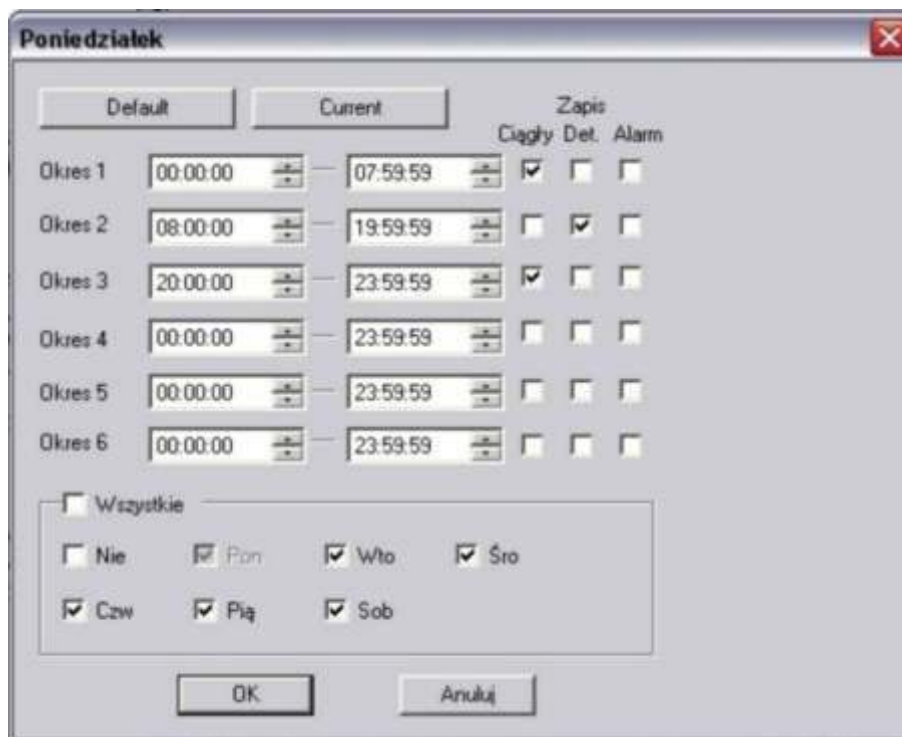 Poniedziałek
Default Current Zapis
Ciągły Det. Alarm
Okres 1 00:00:00 07:59:59
Okres 2 08:00:00 19:59:59
Okres 3 20:00:00 23:59:59
Okres 4 00:00:00 23:59:59
Okres 5 00:00:00 23:59:59
Okres 6 00:00:00 23:59:59
Wszystkie
Nie Pon Wto Śro
Czw Pią Sob
OK Anuluj